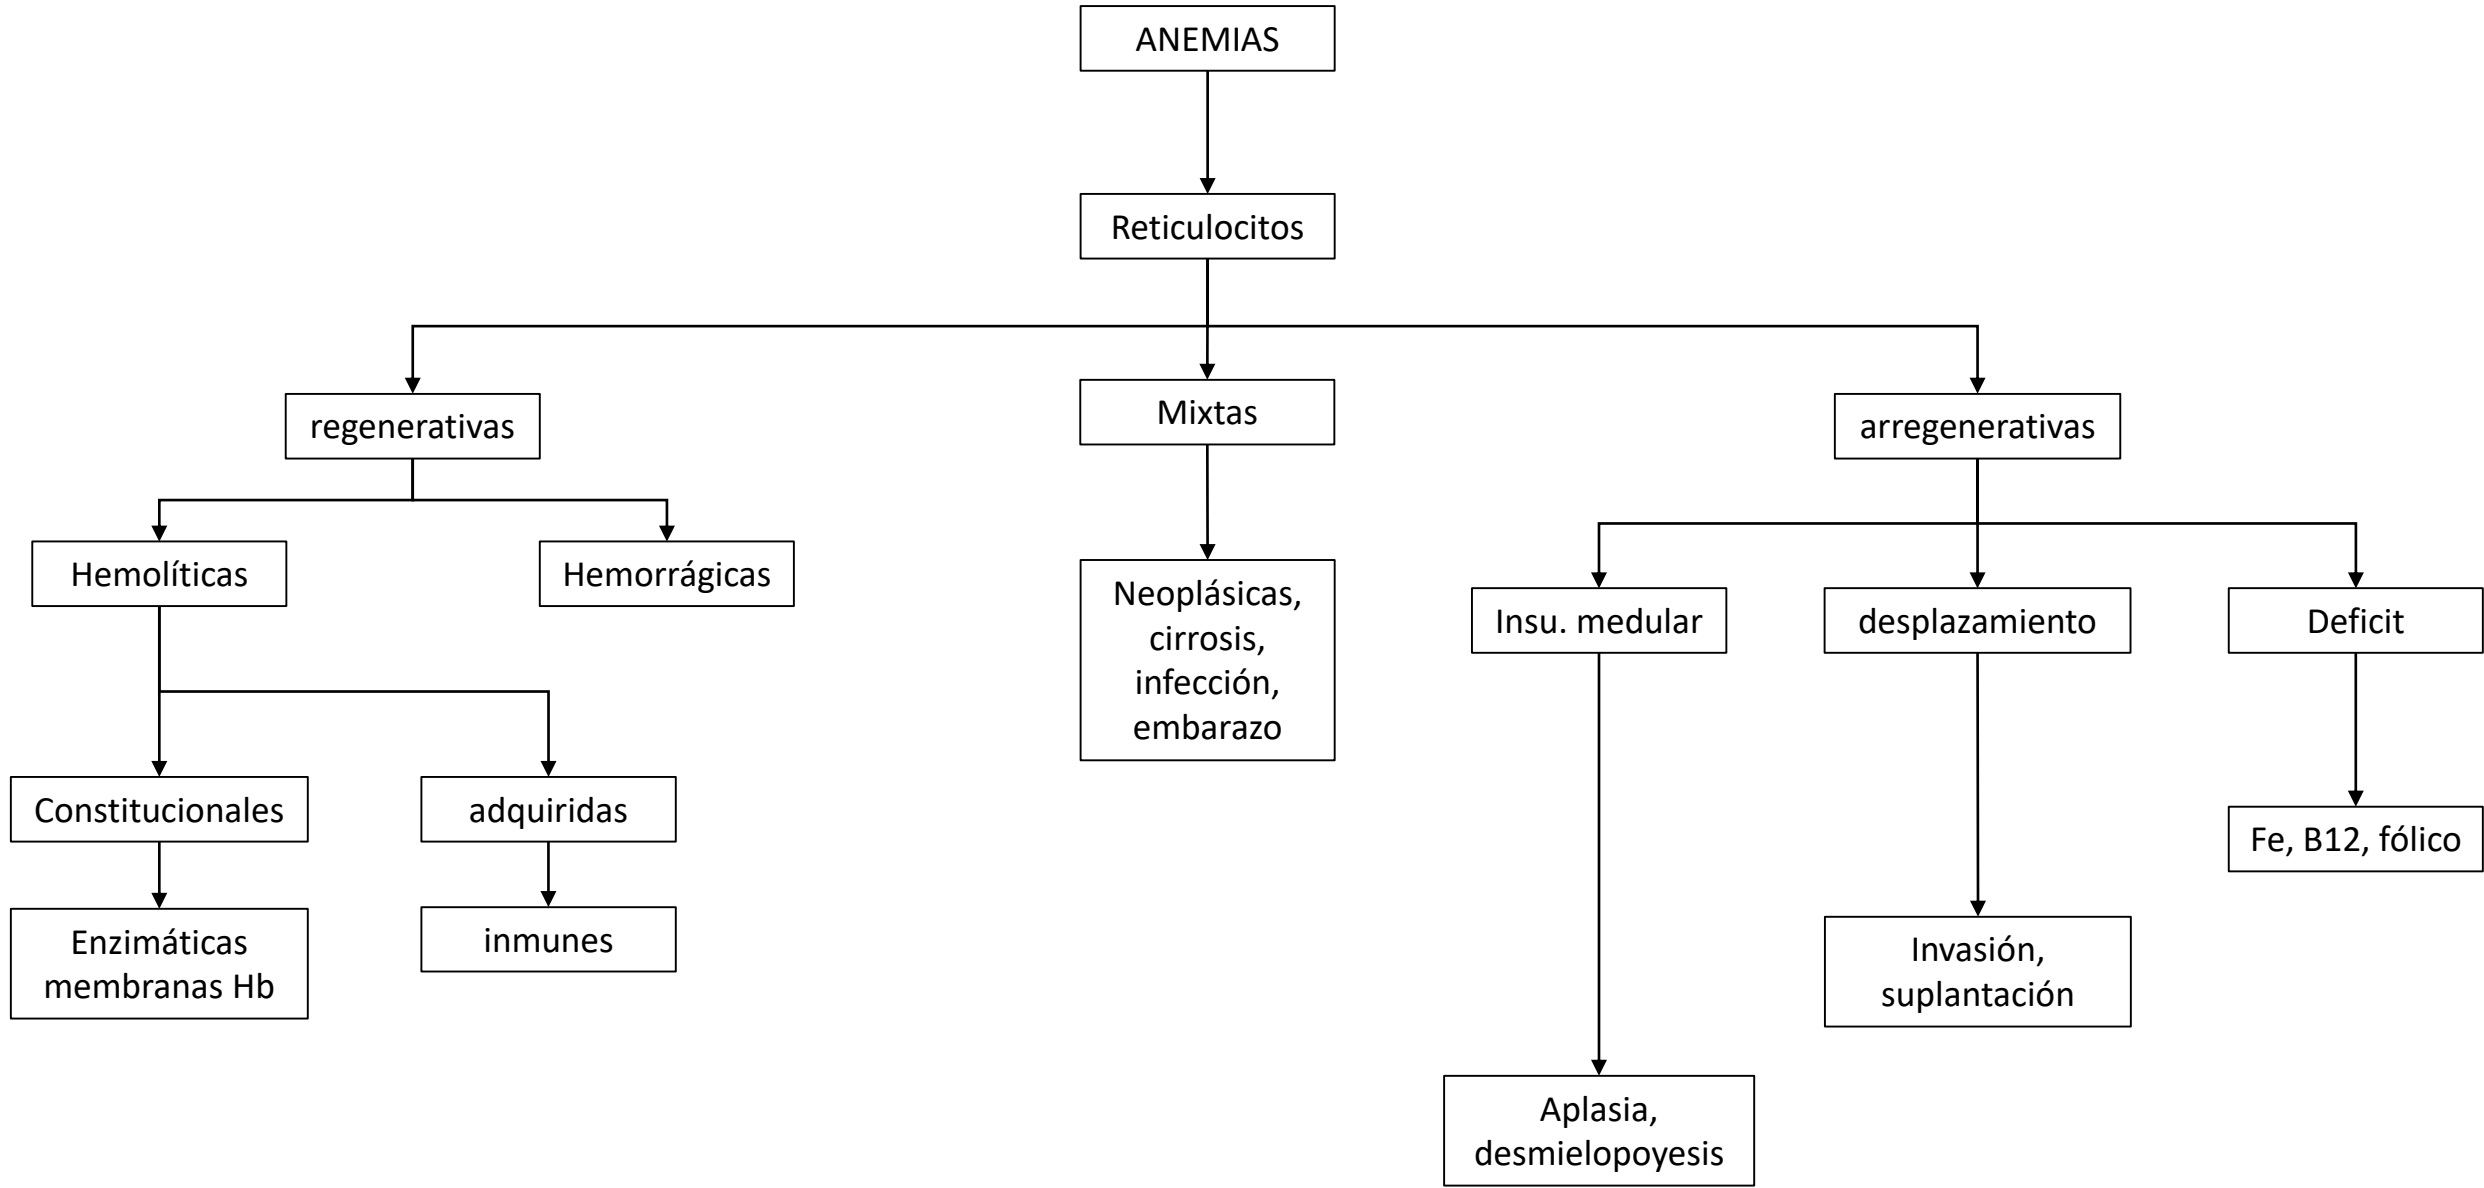 ANEMIAS
Reticulocitos
regenerativas
Mixtas
arregenerativas
Hemolíticas
Hemorrágicas
Neoplásicas,
cirrosis,
infección,
embarazo
Insu. medular
desplazamiento
Deficit
Constitucionales
adquiridas
Fe, B12, fólico
Enzimáticas
membranas Hb
inmunes
Invasión,
suplantación
Aplasia,
desmielopoyesis